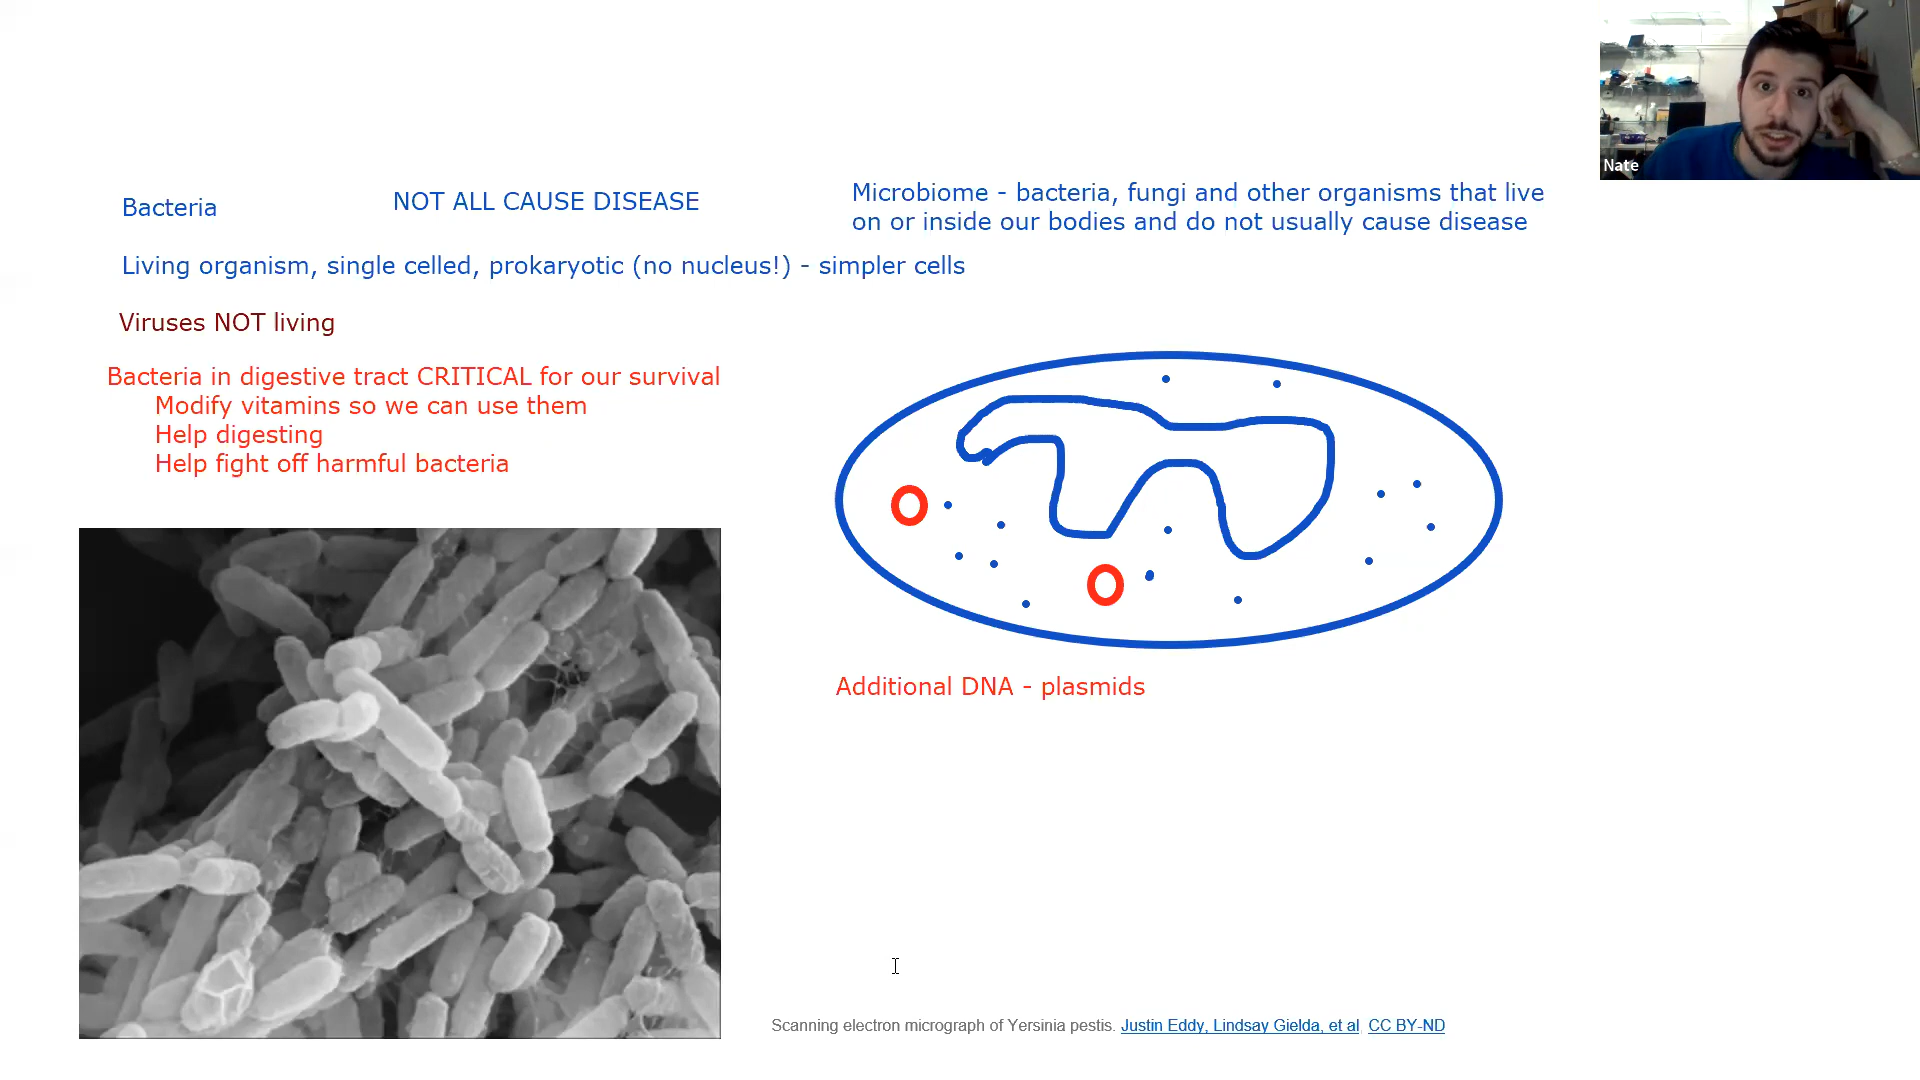 Nate
Bacteria
NOT ALL CAUSE DISEASE
Microbiome - bacteria, fungi and other organisms that live
on or inside our bodies and do not usually cause disease
Living organism, single celled, prokaryotic (no nucleus!) - simpler cells
Viruses NOT living
Bacteria in digestive tract CRITICAL for our survival
Modify vitamins so we can use them
Help digesting
Help fight off harmful bacteria
Additional DNA - plasmids
Scanning electron micrograph of Yersinia pestis. Justin Eddy, Lindsay Gielda, et al CC BY-ND